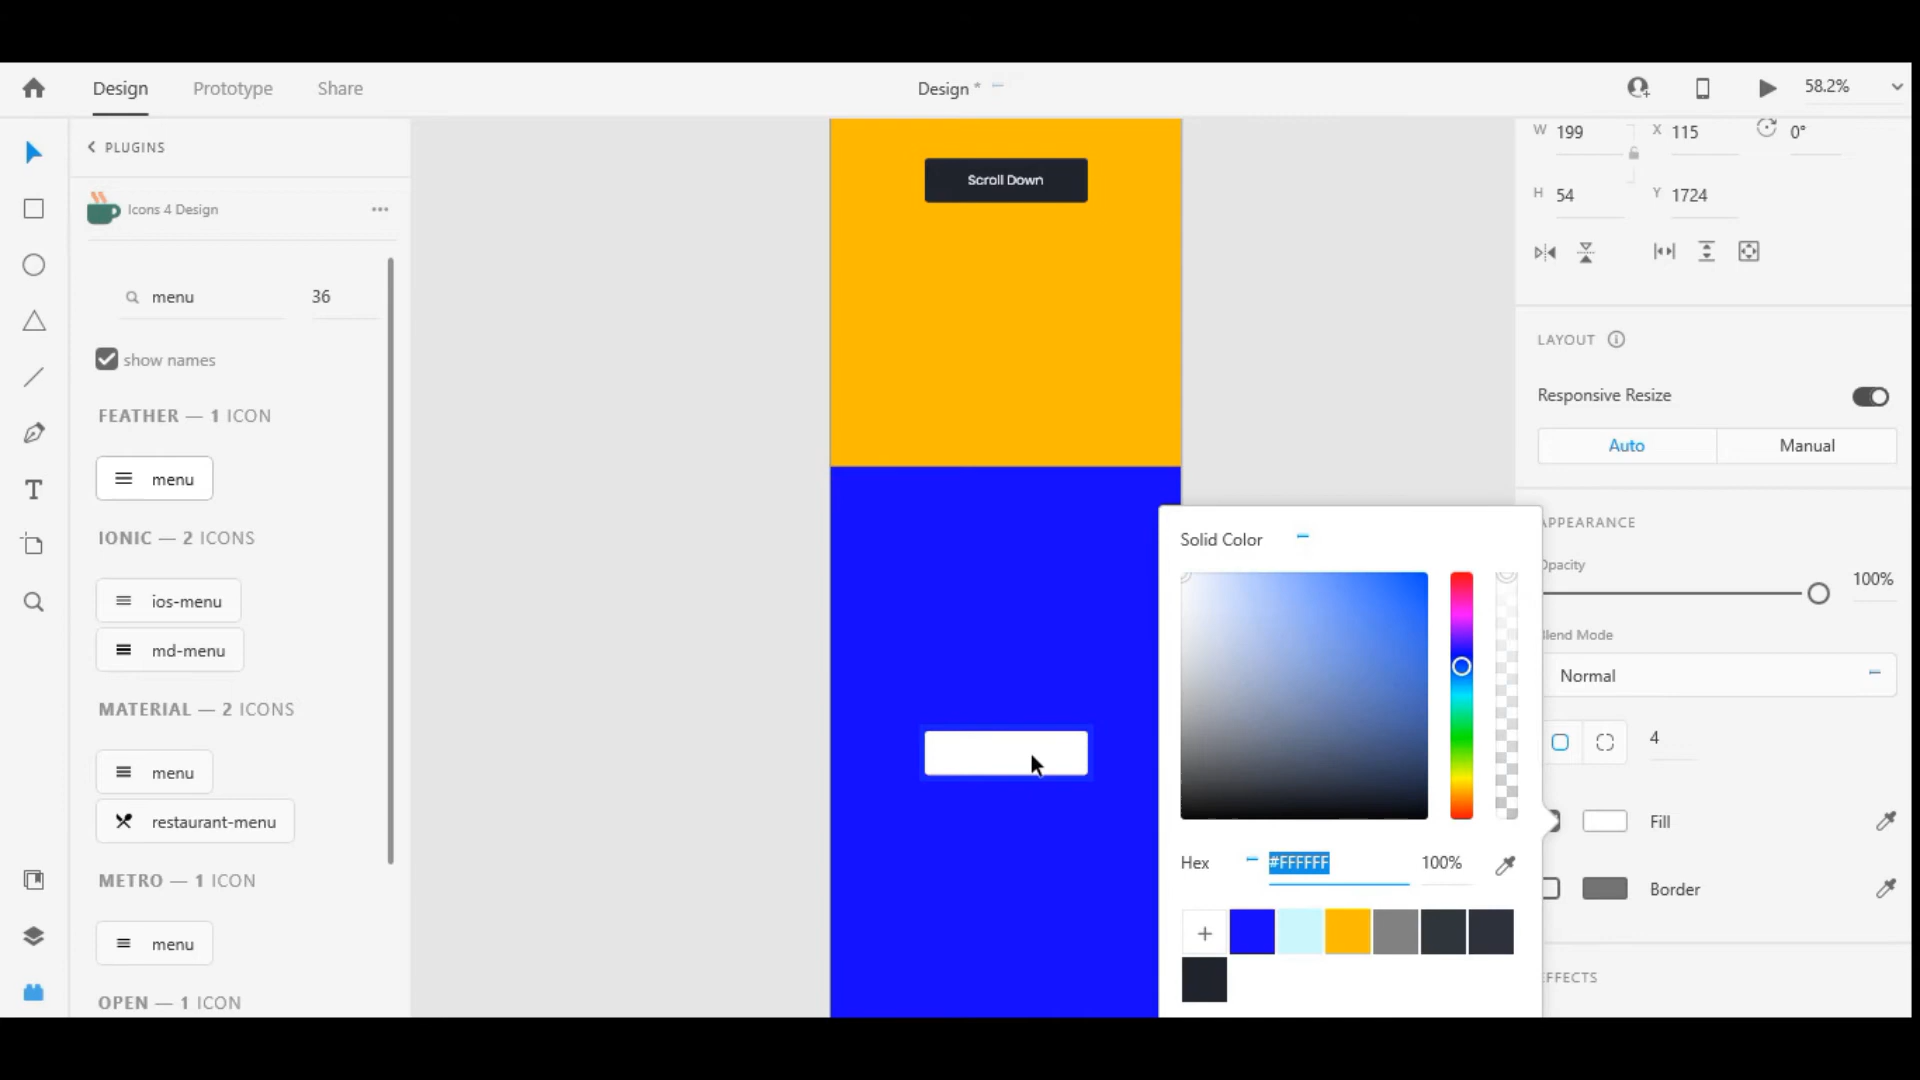 Design
Prototype
Share
Design *
58.2%
PLUGINS
Icons 4 Design
menu
36
show names
FEATHER — 1 ICON
menu
IONIC — 2 ICONS
ios-menu
md-menu
MATERIAL — 2 ICONS
menu
restaurant-menu
METRO — 1 ICON
menu
OPEN — 1 ICON
Scroll Down
W 199
X 115
0°
H 54
Y 1724
LAYOUT
Responsive Resize
Auto
Manual
APPEARANCE
Opacity
100%
Blend Mode
Normal
4
Fill
Border
EFFECTS
Solid Color
Hex
#FFFFFF
100%